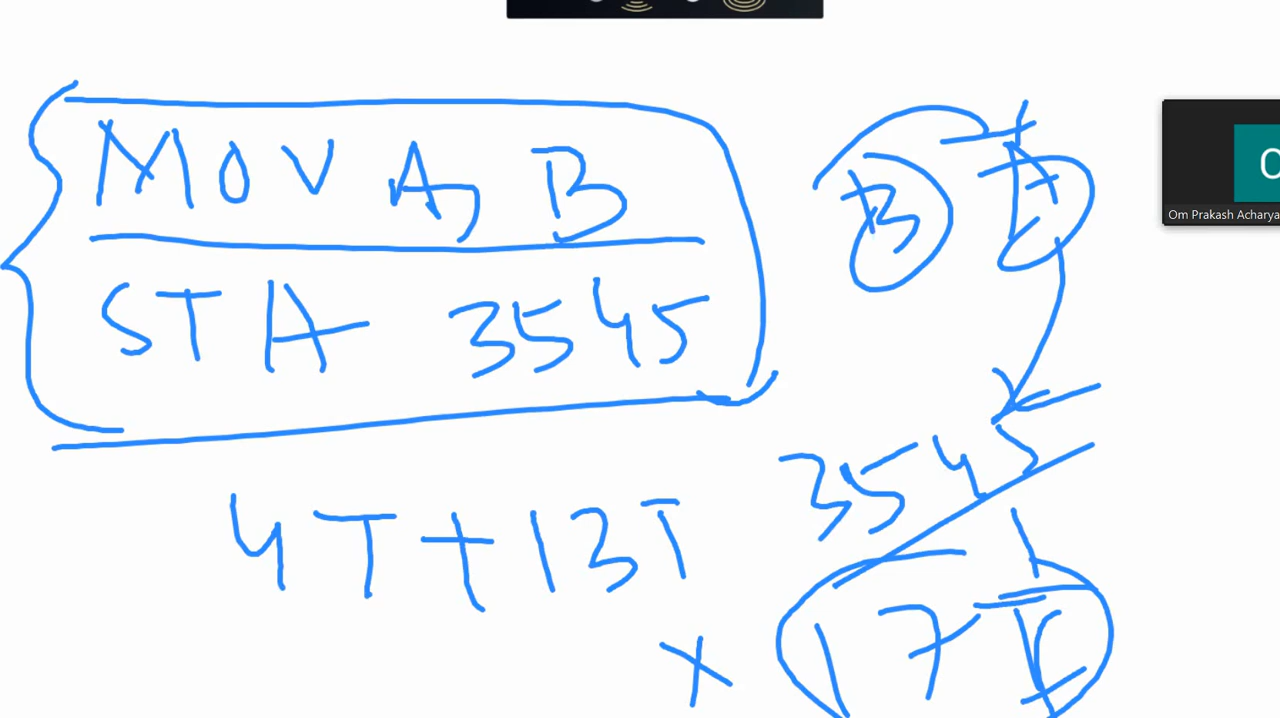 MOV A, B
STA 3545
B A
3545
4T + 13T
x 17T
Om Prakash Acharya